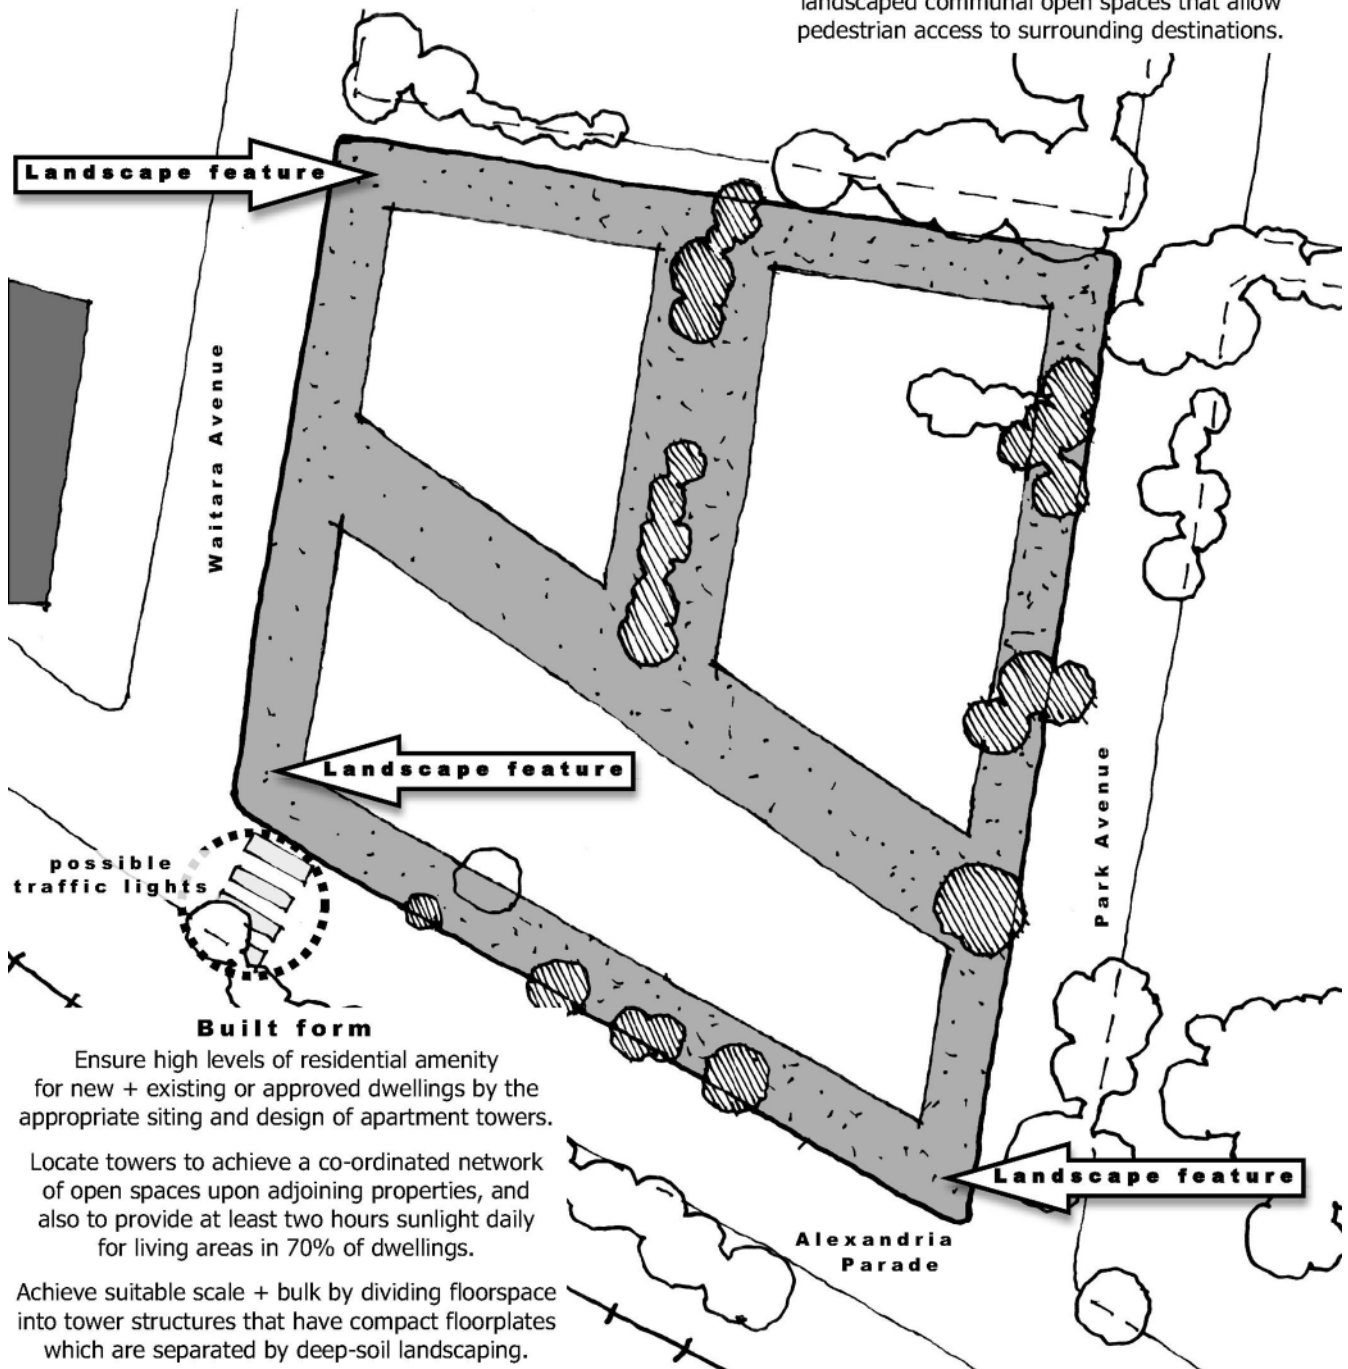 landscaped communal open spaces that allow
pedestrian access to surrounding destinations.
Landscape feature
Waitara Avenue
Landscape feature
possible
traffic lights
Park Avenue
Built form
Ensure high levels of residential amenity
for new + existing or approved dwellings by the
appropriate siting and design of apartment towers.
Locate towers to achieve a co-ordinated network
of open spaces upon adjoining properties, and
also to provide at least two hours sunlight daily
for living areas in 70% of dwellings.
Achieve suitable scale + bulk by dividing floorspace
into tower structures that have compact floorplates
which are separated by deep-soil landscaping.
Landscape feature
Alexandria
Parade